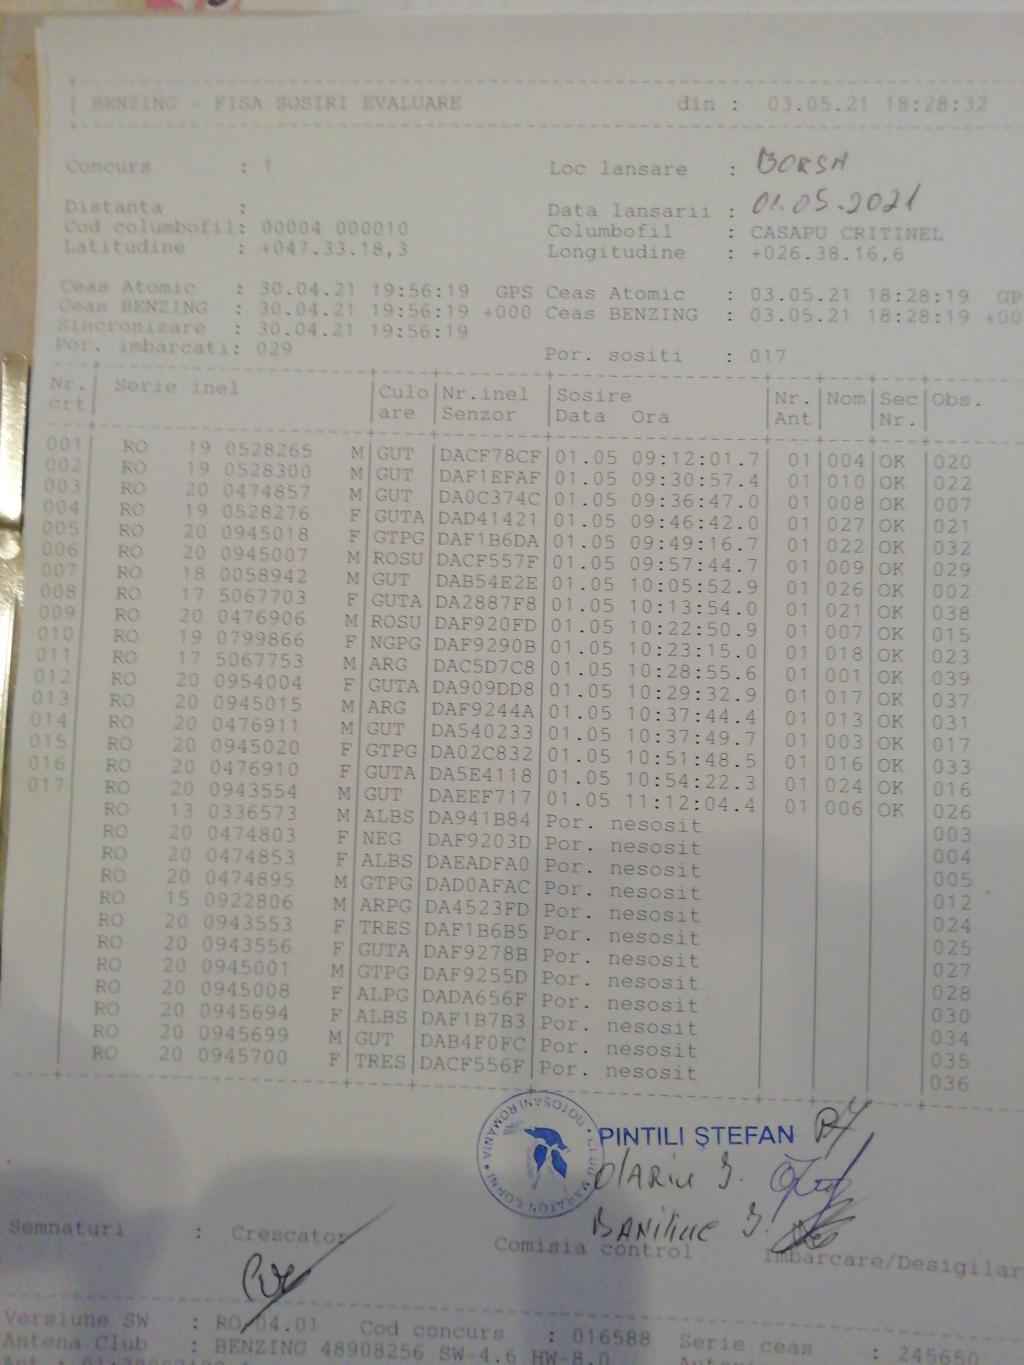 BENZING - FISA SOSIRI EVALUARE din : 03.05.21 18:28:32
Concurs : 1 Loc lansare : BORSA
Distanta : Data lansarii : 01.05.2021
Cod columbofil: 00004 000010 Columbofil : CASAPU CRITINEL
Latitudine : +047.33.18,3 Longitudine : +026.38.16,6
Ceas Atomic : 30.04.21 19:56:19 GPS Ceas Atomic : 03.05.21 18:28:19 GP
Ceas BENZING : 30.04.21 19:56:19 +000 Ceas BENZING : 03.05.21 18:28:19 +00
Sincronizare : 30.04.21 19:56:19
Por. imbarcati: 029 Por. sositi : 017
Nr. Serie inel Culo Nr.inel Sosire Nr. Nom Sec Obs.
crt are Senzor Data Ora Ant Nr.
001 RO 19 0528265 M GUT DACF78CF 01.05 09:12:01.7 01 004 OK 020
002 RO 19 0528300 M GUT DAF1EFAF 01.05 09:30:57.4 01 010 OK 022
003 RO 20 0474857 M GUT DA0C374C 01.05 09:36:47.0 01 008 OK 007
004 RO 19 0528276 F GUTA DAD41421 01.05 09:46:42.0 01 027 OK 021
005 RO 20 0945018 F GTPG DAF1B6DA 01.05 09:49:16.7 01 022 OK 032
006 RO 20 0945007 M ROSU DACF557F 01.05 09:57:44.7 01 009 OK 029
007 RO 18 0058942 M GUT DAB54E2E 01.05 10:05:52.9 01 026 OK 002
008 RO 17 5067703 F GUTA DA2887F8 01.05 10:13:54.0 01 021 OK 038
009 RO 20 0476906 M ROSU DAF920FD 01.05 10:22:50.9 01 007 OK 015
010 RO 19 0799866 F NGPG DAF9290B 01.05 10:23:15.0 01 018 OK 023
011 RO 17 5067753 M ARG DAC5D7C8 01.05 10:28:55.6 01 001 OK 039
012 RO 20 0954004 F GUTA DA909DD8 01.05 10:29:32.9 01 017 OK 037
013 RO 20 0945015 M ARG DAF9244A 01.05 10:37:44.4 01 013 OK 031
014 RO 20 0476911 M GUT DA540233 01.05 10:37:49.7 01 003 OK 017
015 RO 20 0945020 F GTPG DA02C832 01.05 10:51:48.5 01 016 OK 033
016 RO 20 0476910 F GUTA DA5E4118 01.05 10:54:22.3 01 024 OK 016
017 RO 20 0943554 M GUT DAEEF717 01.05 11:12:04.4 01 006 OK 026
RO 13 0336573 M ALBS DA941B84 Por. nesosit 003
RO 20 0474803 F NEG DAF9203D Por. nesosit 004
RO 20 0474853 F ALBS DAEADFA0 Por. nesosit 005
RO 20 0474895 M GTPG DAD0AFAC Por. nesosit 012
RO 15 0922806 M ARPG DA4523FD Por. nesosit 024
RO 20 0943553 F TRES DAF1B6B5 Por. nesosit 025
RO 20 0943556 F GUTA DAF9278B Por. nesosit 027
RO 20 0945001 M GTPG DAF9255D Por. nesosit 028
RO 20 0945008 F ALPG DADA656F Por. nesosit 030
RO 20 0945694 F ALBS DAF1B7B3 Por. nesosit 034
RO 20 0945699 M GUT DAB4F0FC Por. nesosit 035
RO 20 0945700 F TRES DACF556F Por. nesosit 036
BOTOSANI ROMANIA
CLUB MARATON CORNI
PINTILI ŞTEFAN
OLARIU
Semnaturi : Crescator Comisia control Imbarcare/Desigilar
Versiune SW : RO-04.01 Cod concurs : 016588 Serie ceas : 245650
Antena Club : BENZING 48908256 SW-4.6 HW-8.0